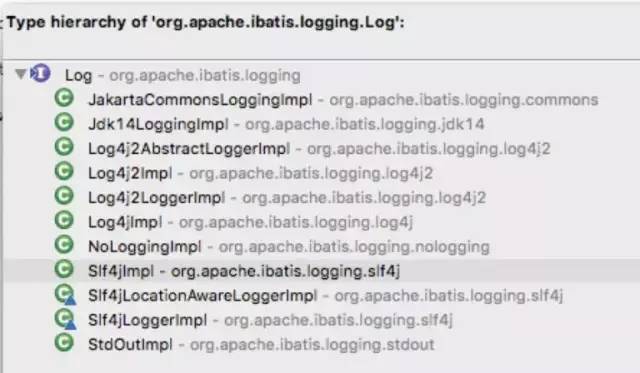 Type hierarchy of 'org.apache.ibatis.logging.Log':
Log - org.apache.ibatis.logging
JakartaCommonsLoggingImpl - org.apache.ibatis.logging.commons
Jdk14LoggingImpl - org.apache.ibatis.logging.jdk14
Log4j2AbstractLoggerImpl - org.apache.ibatis.logging.log4j2
Log4j2Impl - org.apache.ibatis.logging.log4j2
Log4j2LoggerImpl - org.apache.ibatis.logging.log4j2
Log4jImpl - org.apache.ibatis.logging.log4j
NoLoggingImpl - org.apache.ibatis.logging.nologging
Slf4jImpl - org.apache.ibatis.logging.slf4j
Slf4jLocationAwareLoggerImpl - org.apache.ibatis.logging.slf4j
Slf4jLoggerImpl - org.apache.ibatis.logging.slf4j
StdOutImpl - org.apache.ibatis.logging.stdout